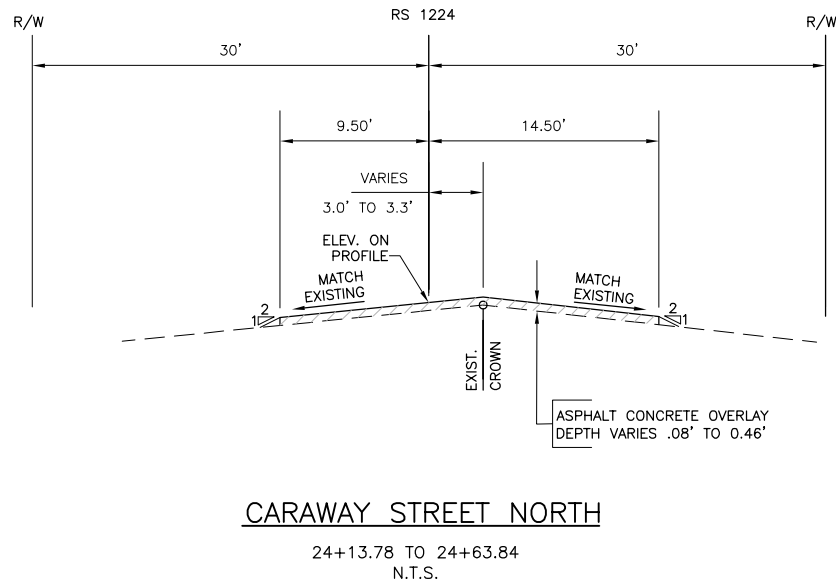 R/W
RS 1224
R/W
30'
30'
9.50'
14.50'
VARIES
3.0' TO 3.3'
ELEV. ON
PROFILE
MATCH
EXISTING
MATCH
EXISTING
2
1
2
1
EXIST.
CROWN
ASPHALT CONCRETE OVERLAY
DEPTH VARIES .08' TO 0.46'
CARAWAY STREET NORTH
24+13.78 TO 24+63.84
N.T.S.